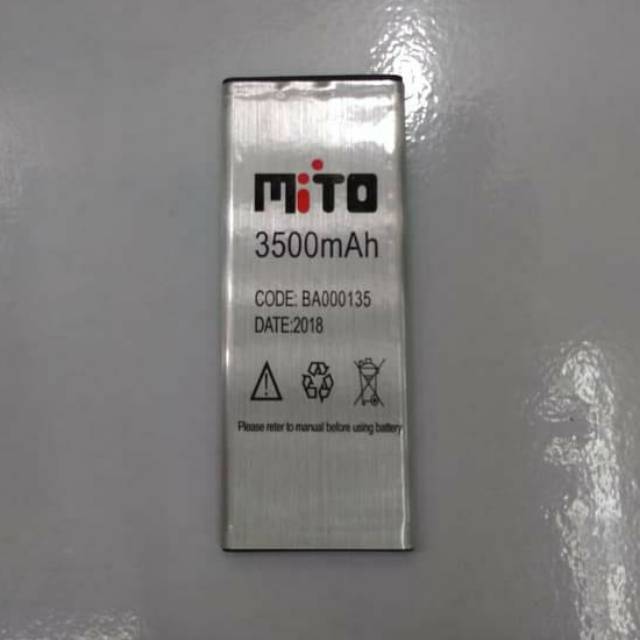 MiTO
3500mAh
CODE: BA000135
DATE:2018
Please refer to manual before using battery